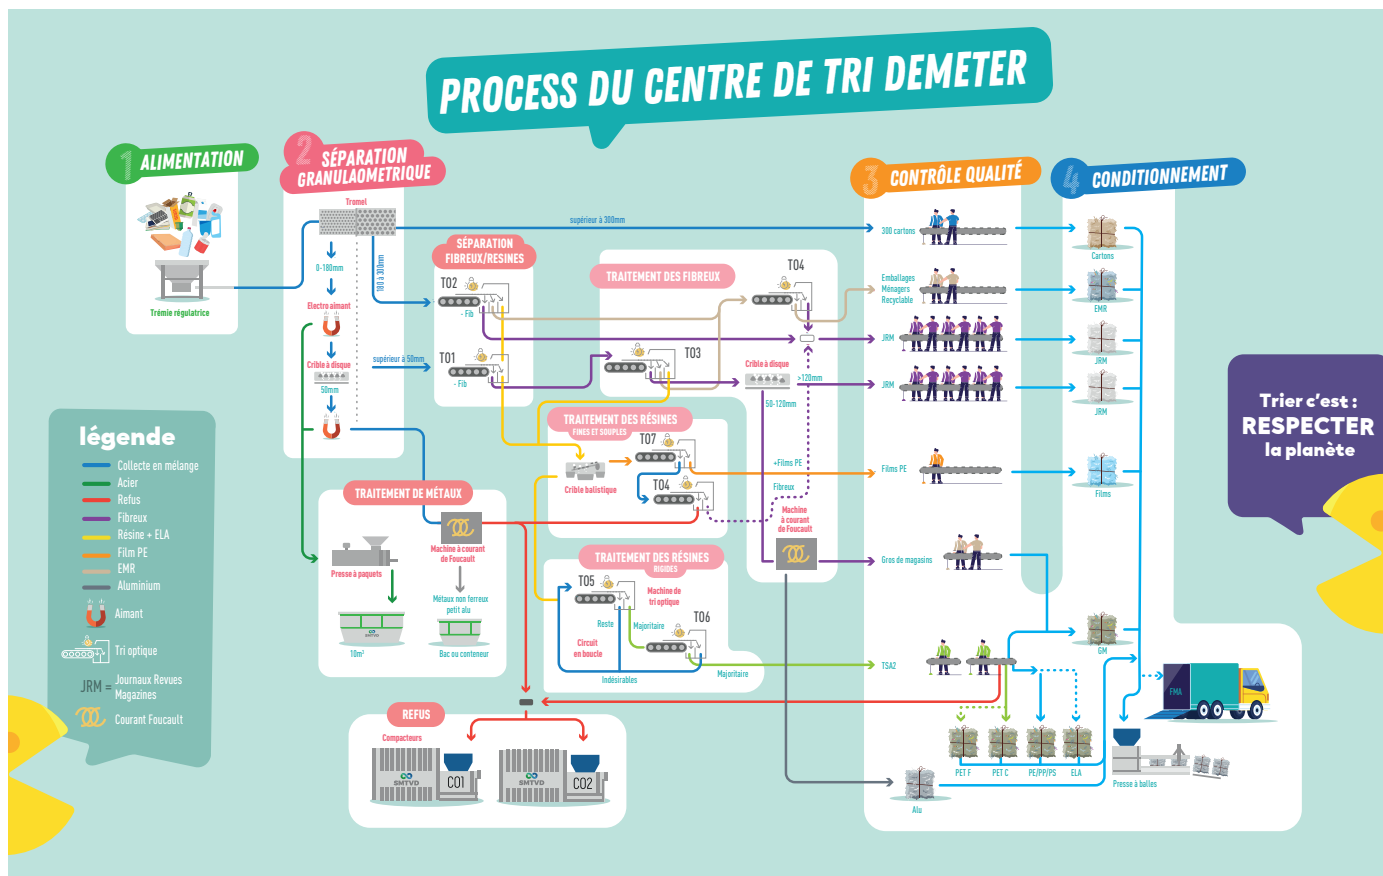 PROCESS DU CENTRE DE TRI DEMETER
1 ALIMENTATION
Trémie régulatrice
2 SÉPARATION
GRANULAOMETRIQUE
Tromel
0-180mm
180 à 300mm
supérieur à 300mm
Electro aimant
Crible à disque
50mm
supérieur à 50mm
SÉPARATION
FIBREUX/RESINES
T02
- Fib
T01
- Fib
TRAITEMENT DES FIBREUX
T04
T03
Crible à disque
>120mm
50-120mm
TRAITEMENT DES RÉSINES
FINES ET SOUPLES
T07
T04
Crible balistique
+Films PE
Fibreux
Machine
à courant
de Foucault
TRAITEMENT DE MÉTAUX
Presse à paquets
Machine à courant
de Foucault
Métaux non ferreux
petit alu
SMTVD
10m³
Bac ou conteneur
TRAITEMENT DES RÉSINES
RIGIDES
T05
Machine de
tri optique
T06
Reste
Majoritaire
Circuit
en boucle
Indésirables
Majoritaire
REFUS
Compacteurs
SMTVD
C01
SMTVD
C02
3 CONTRÔLE QUALITÉ
300 cartons
Emballages
Ménagers
Recyclable
JRM
JRM
Films PE
Gros de magasins
TSA2
4 CONDITIONNEMENT
Cartons
EMR
JRM
JRM
Films
GM
FMA
PET F
PET C
PE/PP/PS
ELA
Presse à balles
Alu
légende
Collecte en mélange
Acier
Refus
Fibreux
Résine + ELA
Film PE
EMR
Aluminium
Aimant
Tri optique
JRM = Journaux Revues
Magazines
Courant Foucault
Trier c'est :
RESPECTER
la planète